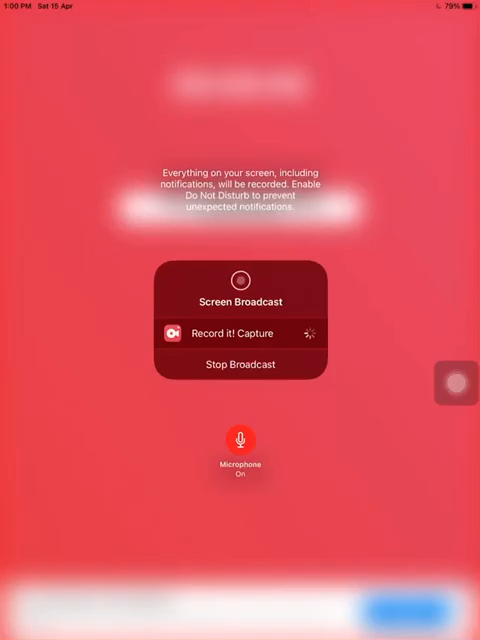 1:00 PM Sat 15 Apr
79%
Everything on your screen, including
notifications, will be recorded. Enable
Do Not Disturb to prevent
unexpected notifications.
Screen Broadcast
Record it! Capture
Stop Broadcast
Microphone
On